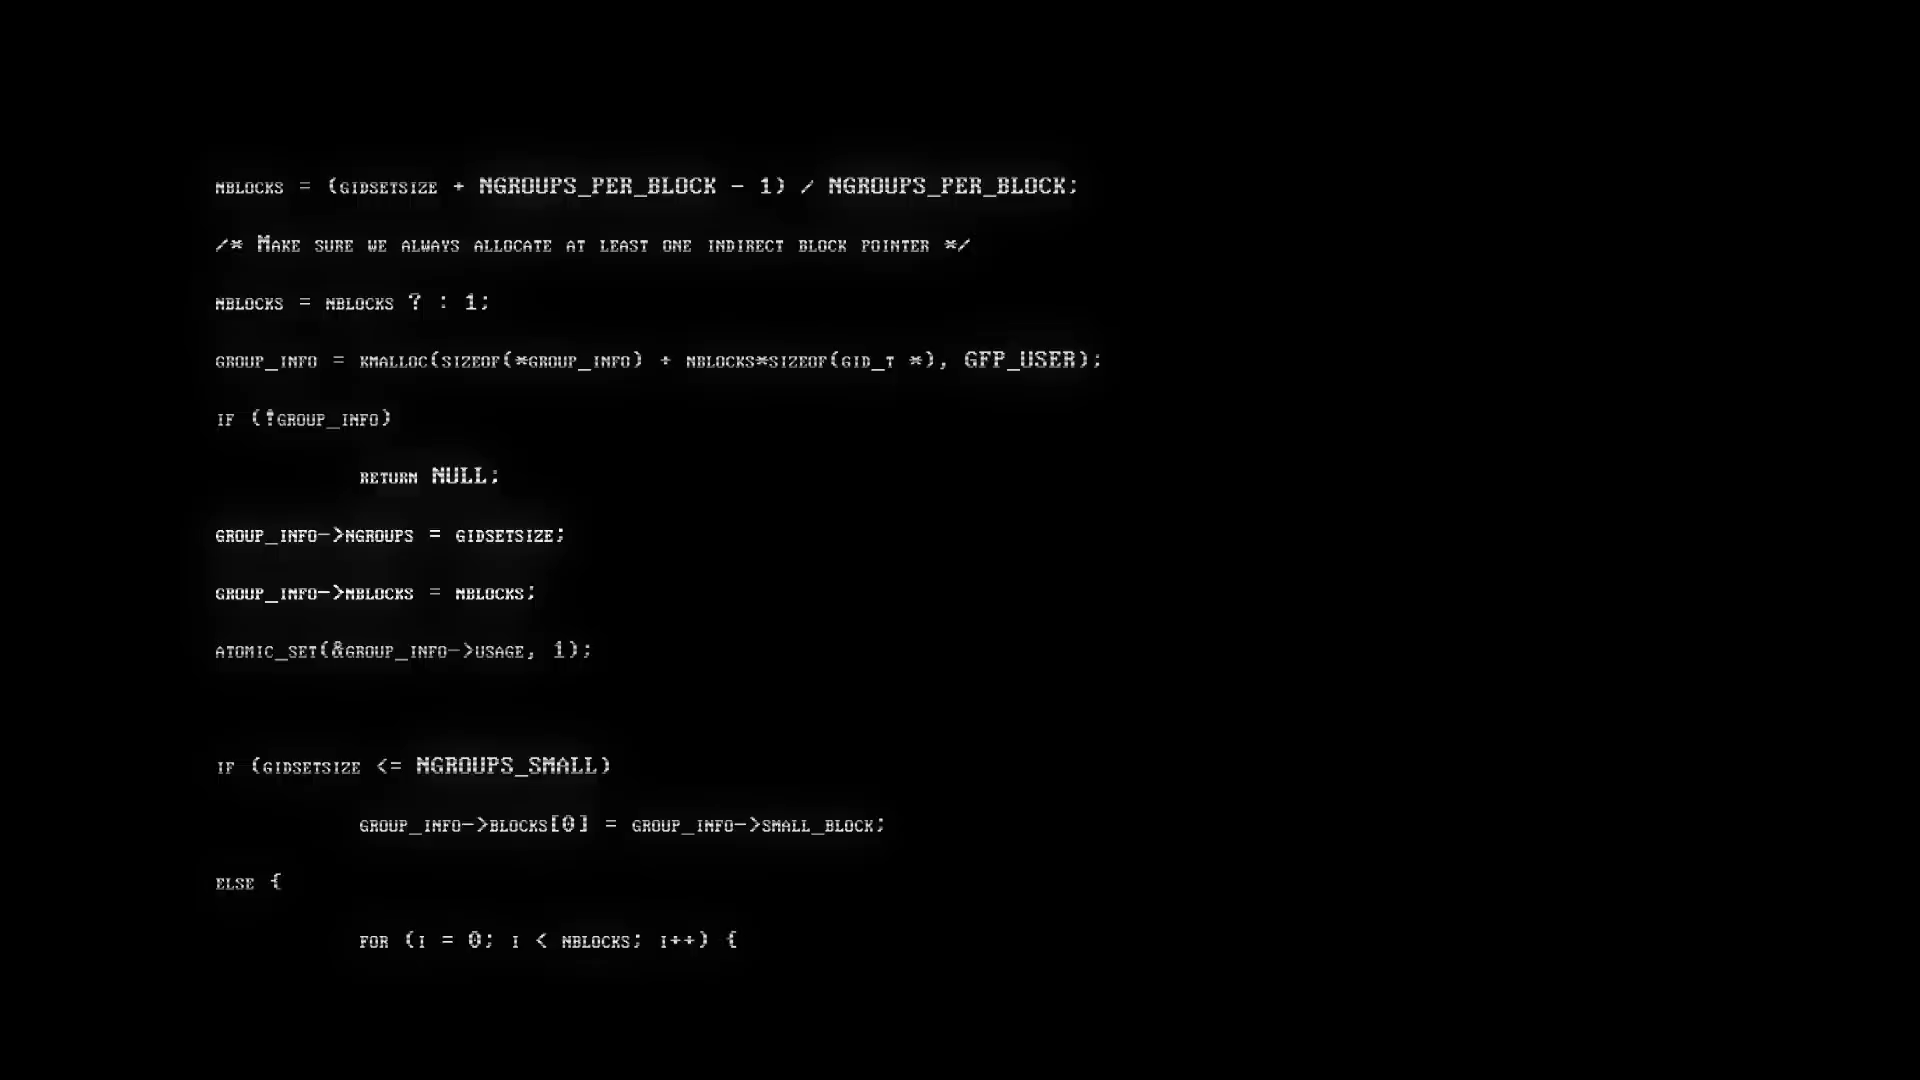 nblocks = (gidsetsize + NGROUPS_PER_BLOCK - 1) / NGROUPS_PER_BLOCK;
/* Make sure we always allocate at least one indirect block pointer */
nblocks = nblocks ? : 1;
group_info = kmalloc(sizeof(*group_info) + nblocks*sizeof(gid_t *), GFP_USER);
if (!group_info)
return NULL;
group_info->ngroups = gidsetsize;
group_info->nblocks = nblocks;
atomic_set(&group_info->usage, 1);
if (gidsetsize <= NGROUPS_SMALL)
group_info->blocks[0] = group_info->small_block;
else {
for (i = 0; i < nblocks; i++) {